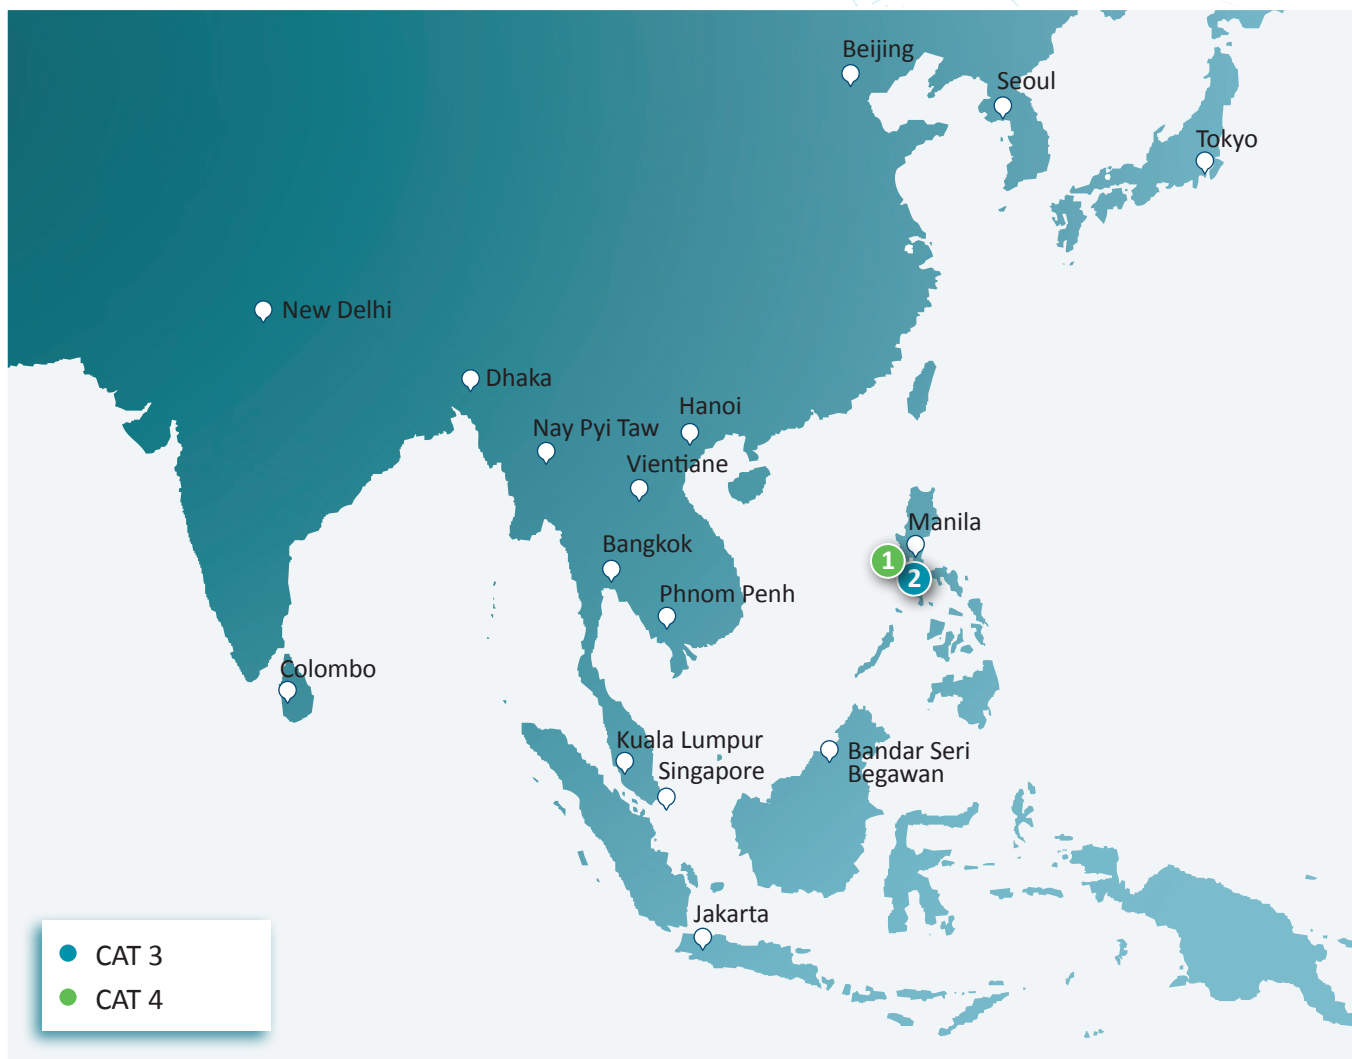 Beijing
Seoul
Tokyo
New Delhi
Dhaka
Hanoi
Nay Pyi Taw
Vientiane
Manila
Bangkok
1
2
Phnom Penh
Colombo
Kuala Lumpur
Singapore
Bandar Seri
Begawan
Jakarta
CAT 3
CAT 4